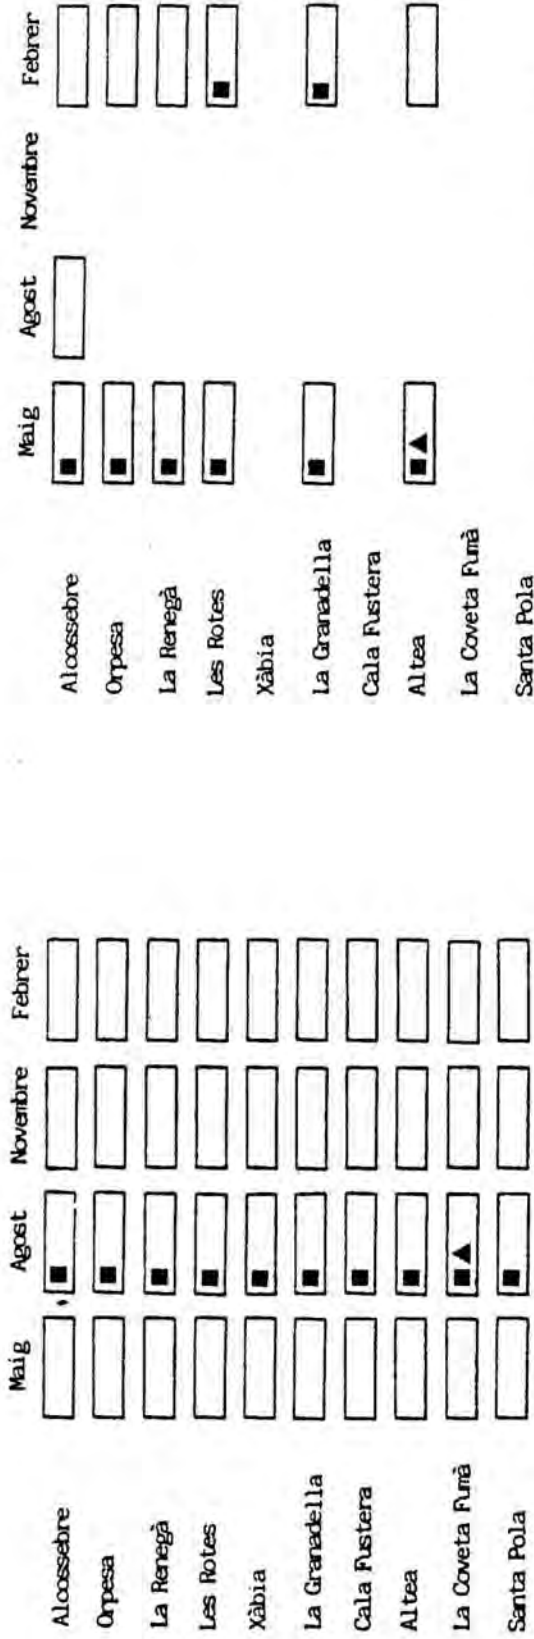 Maig Agost Novembre Febrer
Alcossebre
Orpesa
La Renegà
Les Rotes
Xàbia
La Granadella
Cala Fustera
Altea
La Coveta Fumà
Santa Pola
Maig Agost Novembre Febrer
Alcossebre
Orpesa
La Renegà
Les Rotes
Xàbia
La Granadella
Cala Fustera
Altea
La Coveta Fumà
Santa Pola